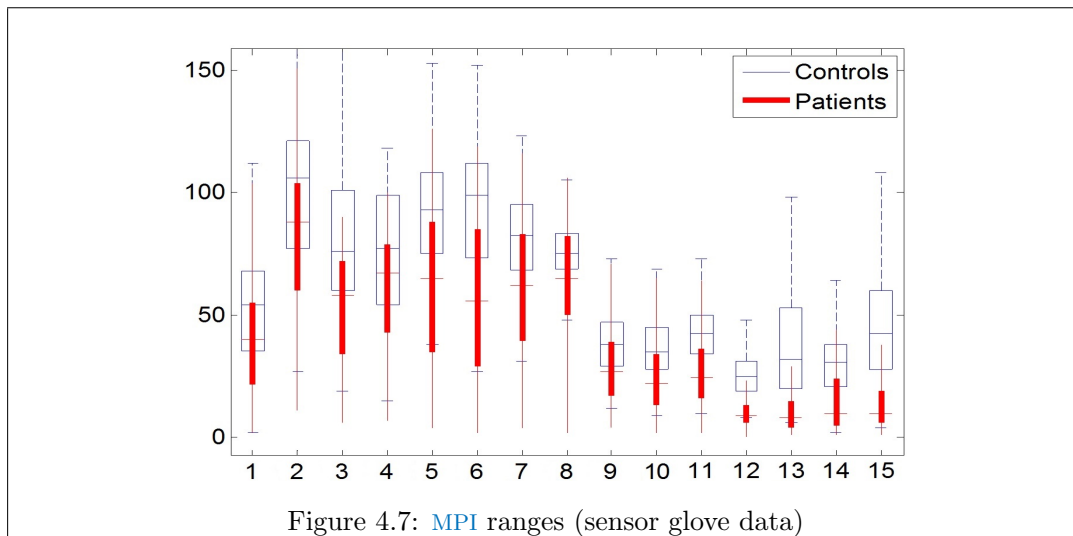 150
Controls
Patients
100
50
0
1 2 3 4 5 6 7 8 9 10 11 12 13 14 15
Figure 4.7: MPI ranges (sensor glove data)